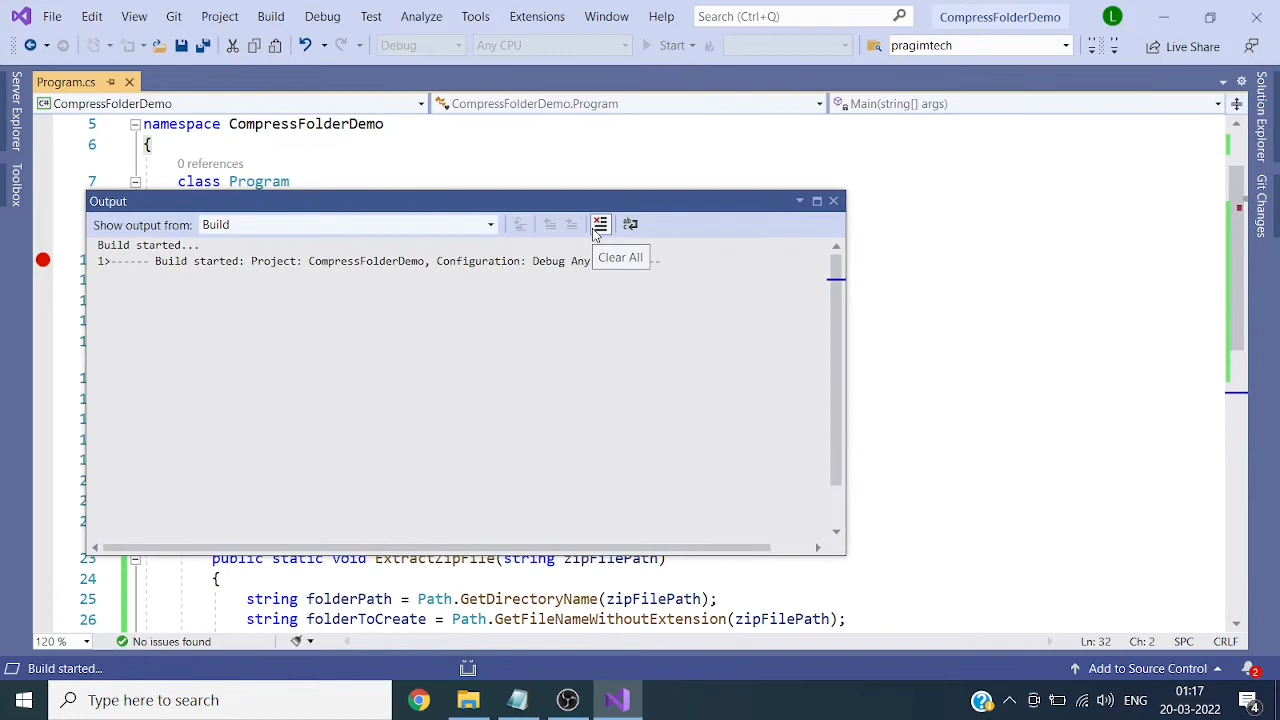 File Edit View Git Project Build Debug Test Analyze Tools Extensions Window Help Search (Ctrl+Q) CompressFolderDemo L
Debug Any CPU Start pragimtech Live Share
Server Explorer
Toolbox
Program.cs
CompressFolderDemo CompressFolderDemo.Program Main(string[] args)
5 namespace CompressFolderDemo
6 {
0 references
7 class Program
Output
output from: Build
Clear All
Build started...
1>------ Build started: Project: CompressFolderDemo, Configuration: Debug Any
public static void ExtractZipFile(string zipFilePath)
24 {
25 string folderPath = Path.GetDirectoryName(zipFilePath);
26 string folderToCreate = Path.GetFileNameWithoutExtension(zipFilePath);
120 % No issues found Ln: 32 Ch: 2 SPC CRLF
Solution Explorer
Git Changes
Build started... Add to Source Control 2
Type here to search ENG 01:17
20-03-2022 4